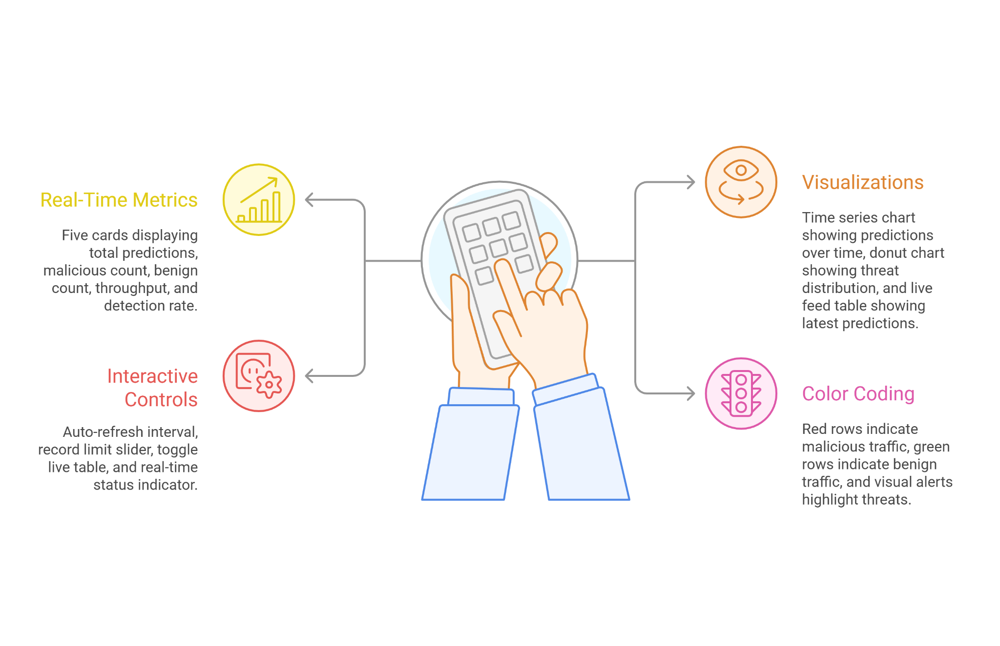 Real-Time Metrics
Five cards displaying
total predictions,
malicious count, benign
count, throughput, and
detection rate.
Interactive
Controls
Auto-refresh interval,
record limit slider, toggle
live table, and real-time
status indicator.
Visualizations
Time series chart
showing predictions
over time, donut chart
showing threat
distribution, and live
feed table showing
latest predictions.
Color Coding
Red rows indicate
malicious traffic, green
rows indicate benign
traffic, and visual alerts
highlight threats.